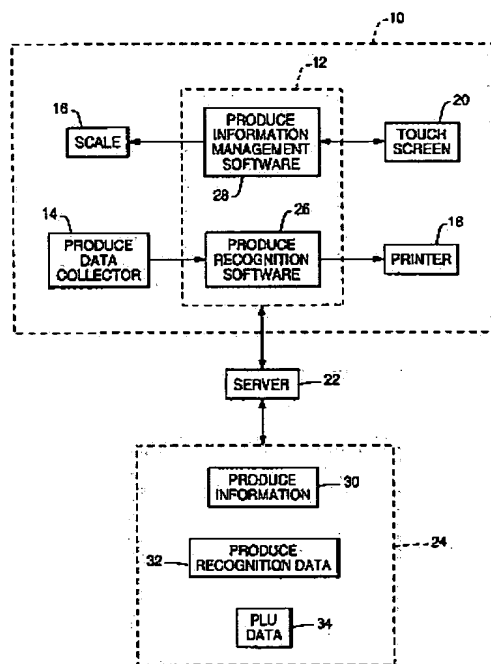 10
12
16
SCALE
PRODUCE
INFORMATION
MANAGEMENT
SOFTWARE
28
20
TOUCH
SCREEN
14
PRODUCE
DATA
COLLECTOR
26
PRODUCE
RECOGNITION
SOFTWARE
18
PRINTER
SERVER
22
PRODUCE
INFORMATION
30
PRODUCE
RECOGNITION DATA
32
24
PLU
DATA
34